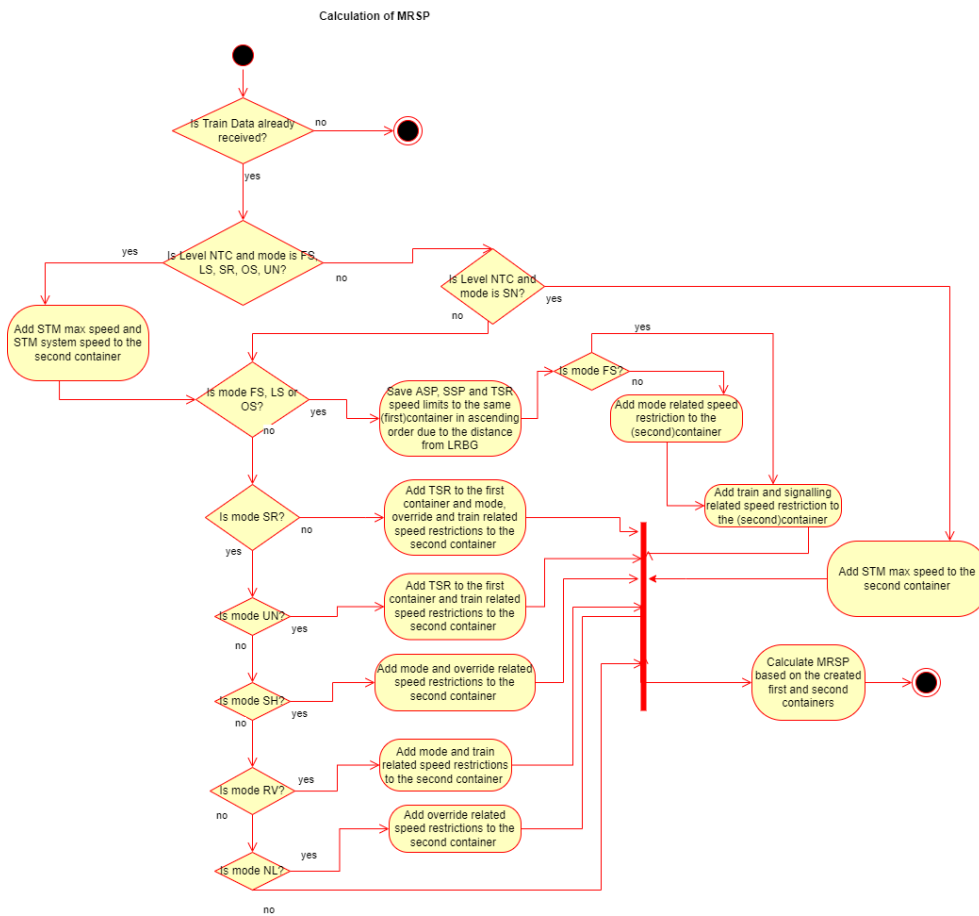 Calculation of MRSP
Is Train Data already
received?
no
yes
Is Level NTC and mode is FS,
LS, SR, OS, UN?
yes
no
Is Level NTC and
mode is SN?
yes
no
Add STM max speed and
STM system speed to the
second container
Is mode FS, LS or
OS?
yes
no
Save ASP, SSP and TSR
speed limits to the same
(first)container in ascending
order due to the distance
from LRBG
Is mode FS?
yes
no
Add mode related speed
restriction to the
(second)container
Add train and signalling
related speed restriction to
the (second)container
Is mode SR?
no
yes
Add TSR to the first
container and mode,
override and train related
speed restrictions to the
second container
Add STM max speed to the
second container
Is mode UN?
yes
no
Add TSR to the first
container and train related
speed restrictions to the
second container
Is mode SH?
yes
no
Add mode and override related
speed restrictions to the
second container
Calculate MRSP
based on the created
first and second
containers
Is mode RV?
yes
no
Add mode and train
related speed restrictions
to the second container
Is mode NL?
yes
no
Add override related
speed restrictions to the
second container